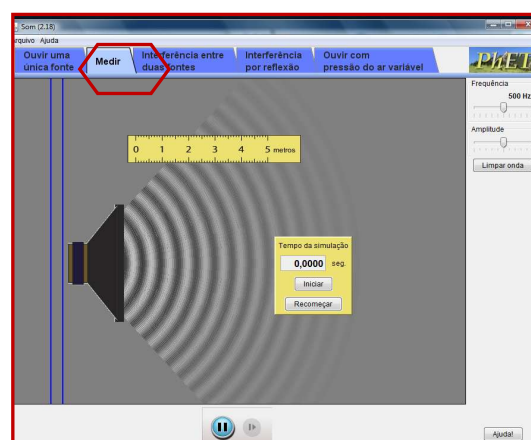 Som (2.18)
Arquivo Ajuda
Ouvir uma
única fonte
Medir
Interferência entre
duas fontes
Interferência
por reflexão
Ouvir com
pressão do ar variável
PhET
Frequência
500 Hz
Amplitude
Limpar onda
0 1 2 3 4 5 metros
Tempo da simulação
0,0000 seg.
Iniciar
Recomeçar
Ajuda!